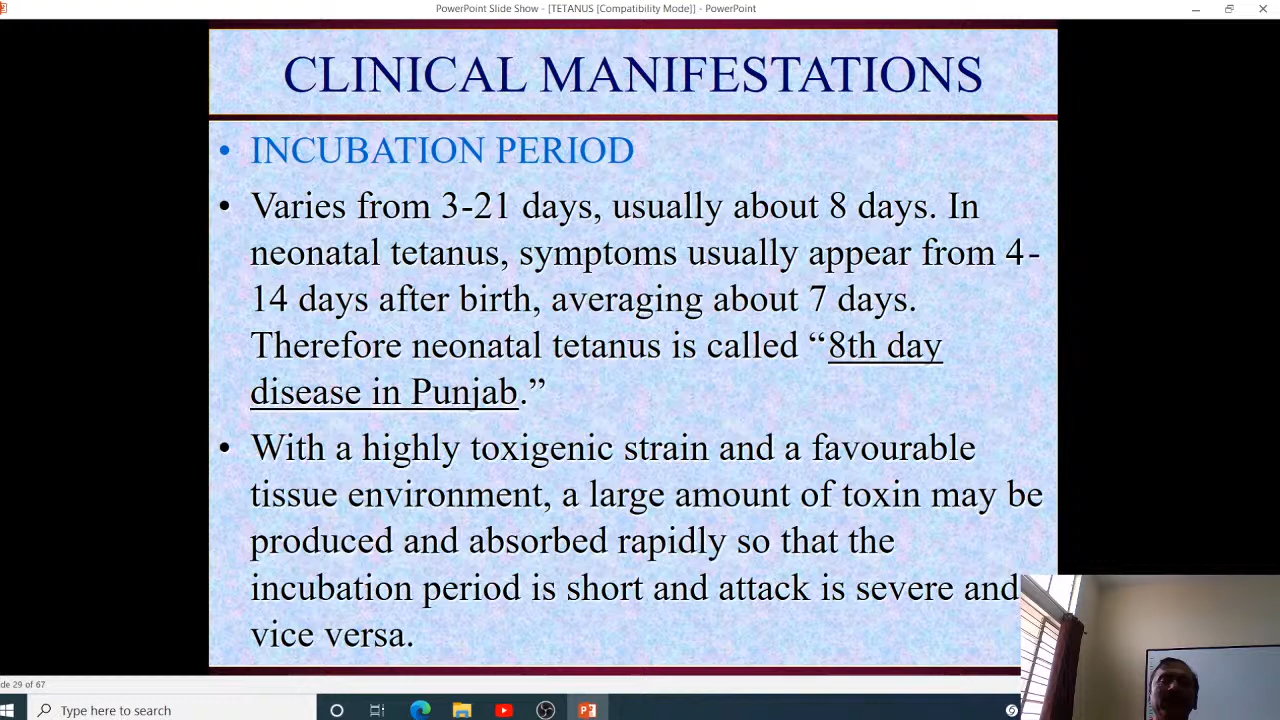 PowerPoint Slide Show - [TETANUS [Compatibility Mode]] - PowerPoint
CLINICAL MANIFESTATIONS
• INCUBATION PERIOD
• Varies from 3-21 days, usually about 8 days. In
neonatal tetanus, symptoms usually appear from 4-
14 days after birth, averaging about 7 days.
Therefore neonatal tetanus is called “8th day
disease in Punjab.”
• With a highly toxigenic strain and a favourable
tissue environment, a large amount of toxin may be
produced and absorbed rapidly so that the
incubation period is short and attack is severe and
vice versa.
de 29 of 67
Type here to search